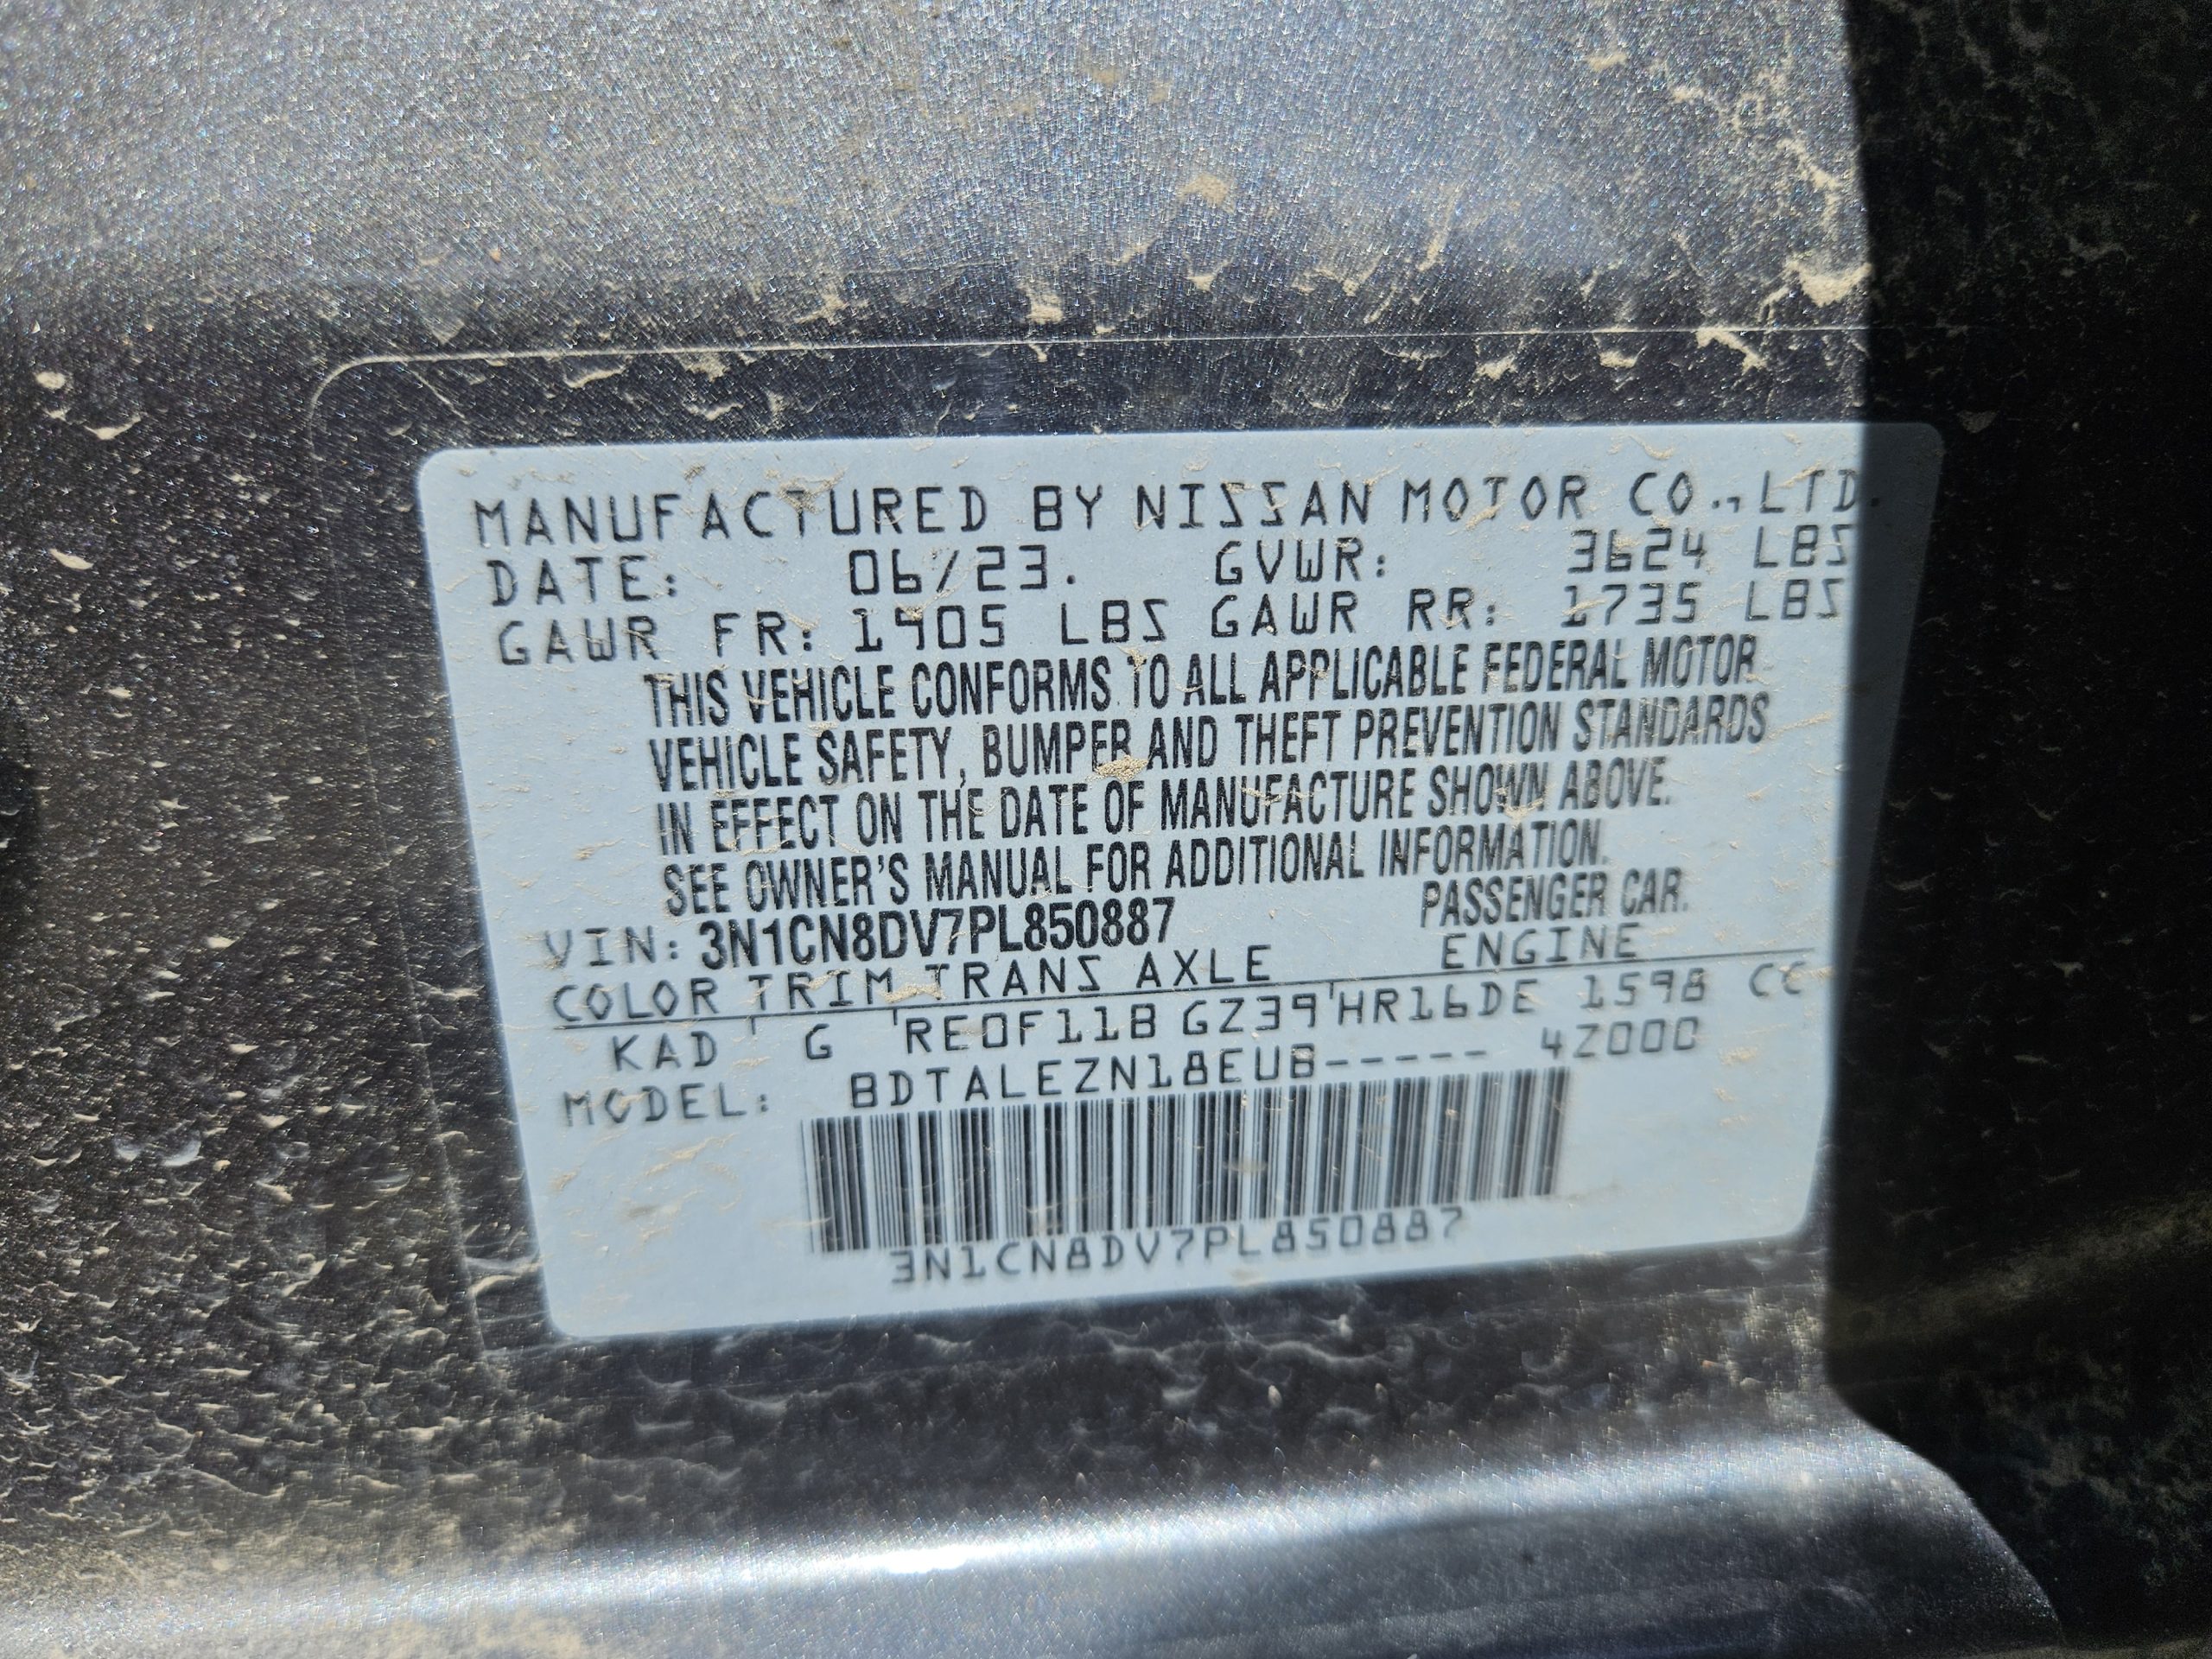 MANUFACTURED BY NISSAN MOTOR CO., LTD.
DATE: 06/23. GVWR: 3624 LBS
GAWR FR: 1905 LBS GAWR RR: 1735 LBS
THIS VEHICLE CONFORMS TO ALL APPLICABLE FEDERAL MOTOR
VEHICLE SAFETY, BUMPER AND THEFT PREVENTION STANDARDS
IN EFFECT ON THE DATE OF MANUFACTURE SHOWN ABOVE.
SEE OWNER'S MANUAL FOR ADDITIONAL INFORMATION.
VIN: 3N1CN8DV7PL850887 PASSENGER CAR.
COLOR TRIM TRANS AXLE ENGINE
KAD G RE0F11B GZ39 HR16DE 1598 CC
MODEL: BDTALEZN18EUB----- 4Z000
3N1CN8DV7PL850887